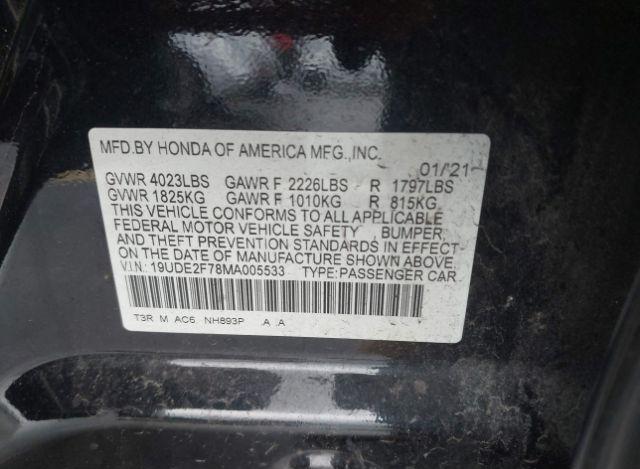 MFD.BY HONDA OF AMERICA MFG.,INC.
01/'21
GVWR 4023LBS GAWR F 2226LBS R 1797LBS
GVWR 1825KG GAWR F 1010KG R 815KG
THIS VEHICLE CONFORMS TO ALL APPLICABLE
FEDERAL MOTOR VEHICLE SAFETY , BUMPER,
AND THEFT PREVENTION STANDARDS IN EFFECT
ON THE DATE OF MANUFACTURE SHOWN ABOVE.
V.I.N.: 19UDE2F78MA005533 TYPE:PASSENGER CAR
T3R M AC6 NH893P .A .A